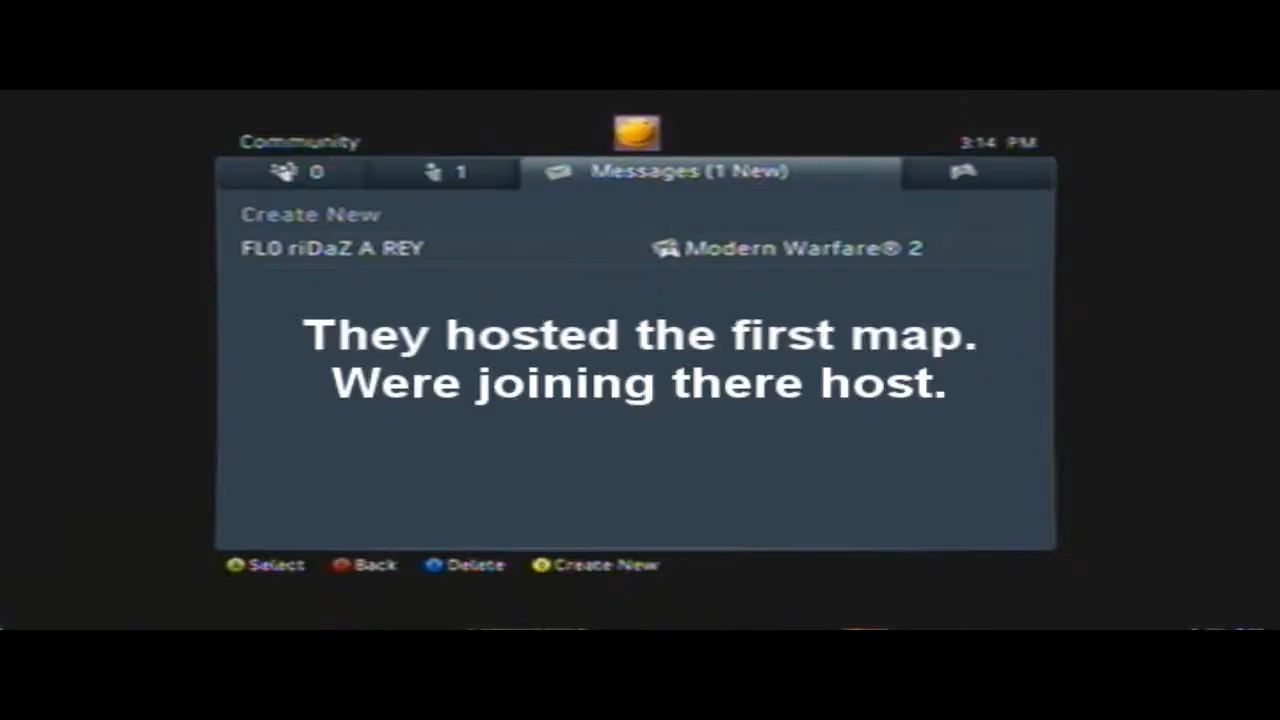 Community
3:14 PM
0
1
Messages (1 New)
Create New
FL0 riDaZ A REY
Modern Warfare® 2
They hosted the first map.
Were joining there host.
A Select
Back
Delete
Create New